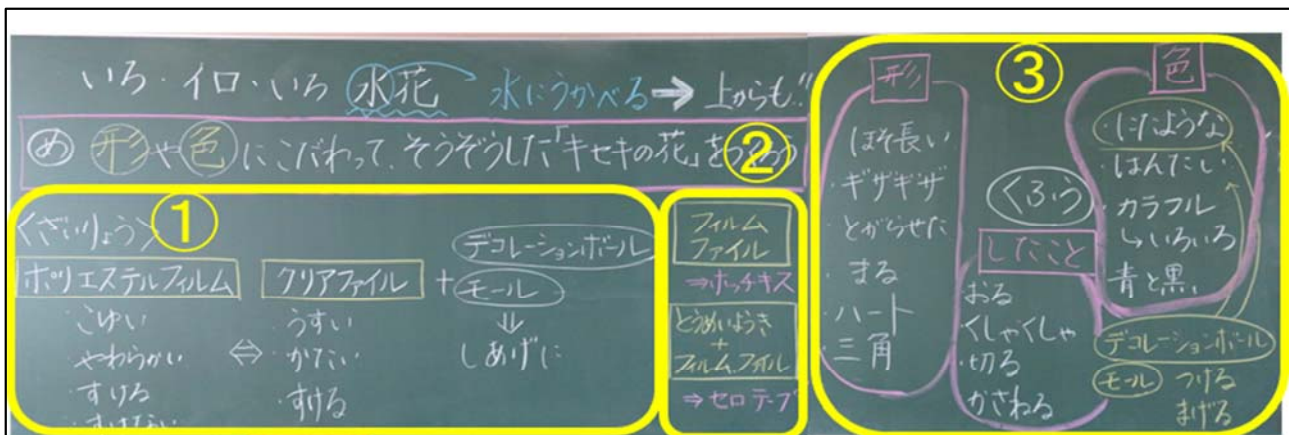 いろ・イロ・いろ 水花 水にうかべる➡上からも!!
め 形や色にこだわって、そうぞうした「キセキの花」をつくろう
①
<ざいりょう>
ポリエステルフィルム クリアファイル + デコレーションボール
モール
・こゆい
・やわらかい
・すける
・すけない
⇔
・うすい
・かたい
・すける
⇓
しあげに
②
フィルム
ファイル
⇒ホッチキス
とうめいようき
+
フィルム、ファイル
⇒セロテープ
③
形
・ほそ長い
・ギザギザ
・とがらせた
・まる
・ハート
・三角
くふう
したこと
おる
くしゃくしゃ
切る
かさねる
色
・にたような
・はんたい
・カラフル
↳いろいろ
・青と黒
デコレーションボール
モール つける
まげる